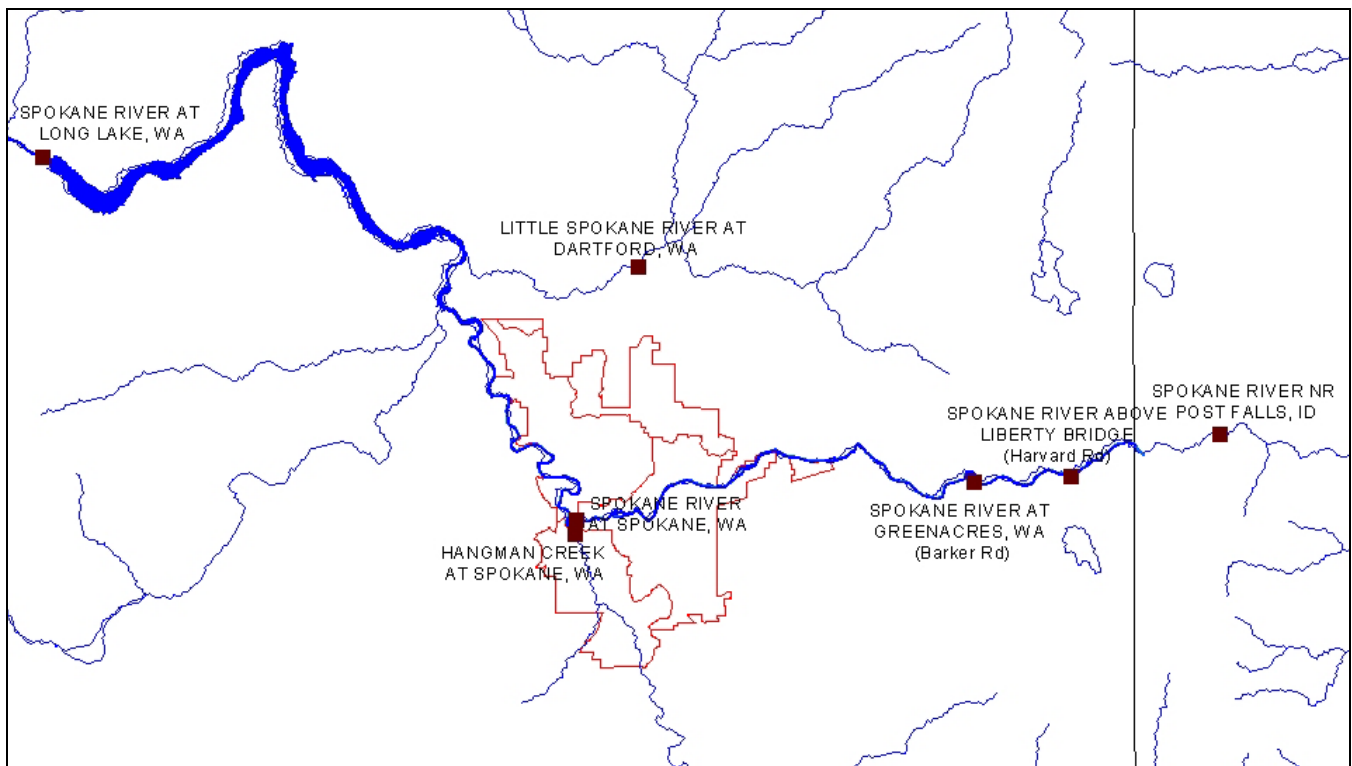 SPOKANE RIVER AT
LONG LAKE, WA
LITTLE SPOKANE RIVER AT
DARTFORD, WA
SPOKANE RIVER NR
POST FALLS, ID
SPOKANE RIVER ABOVE
LIBERTY BRIDGE
(Harvard Rd)
SPOKANE RIVER
AT SPOKANE, WA
SPOKANE RIVER AT
GREENACRES, WA
(Barker Rd)
HANGMAN CREEK
AT SPOKANE, WA